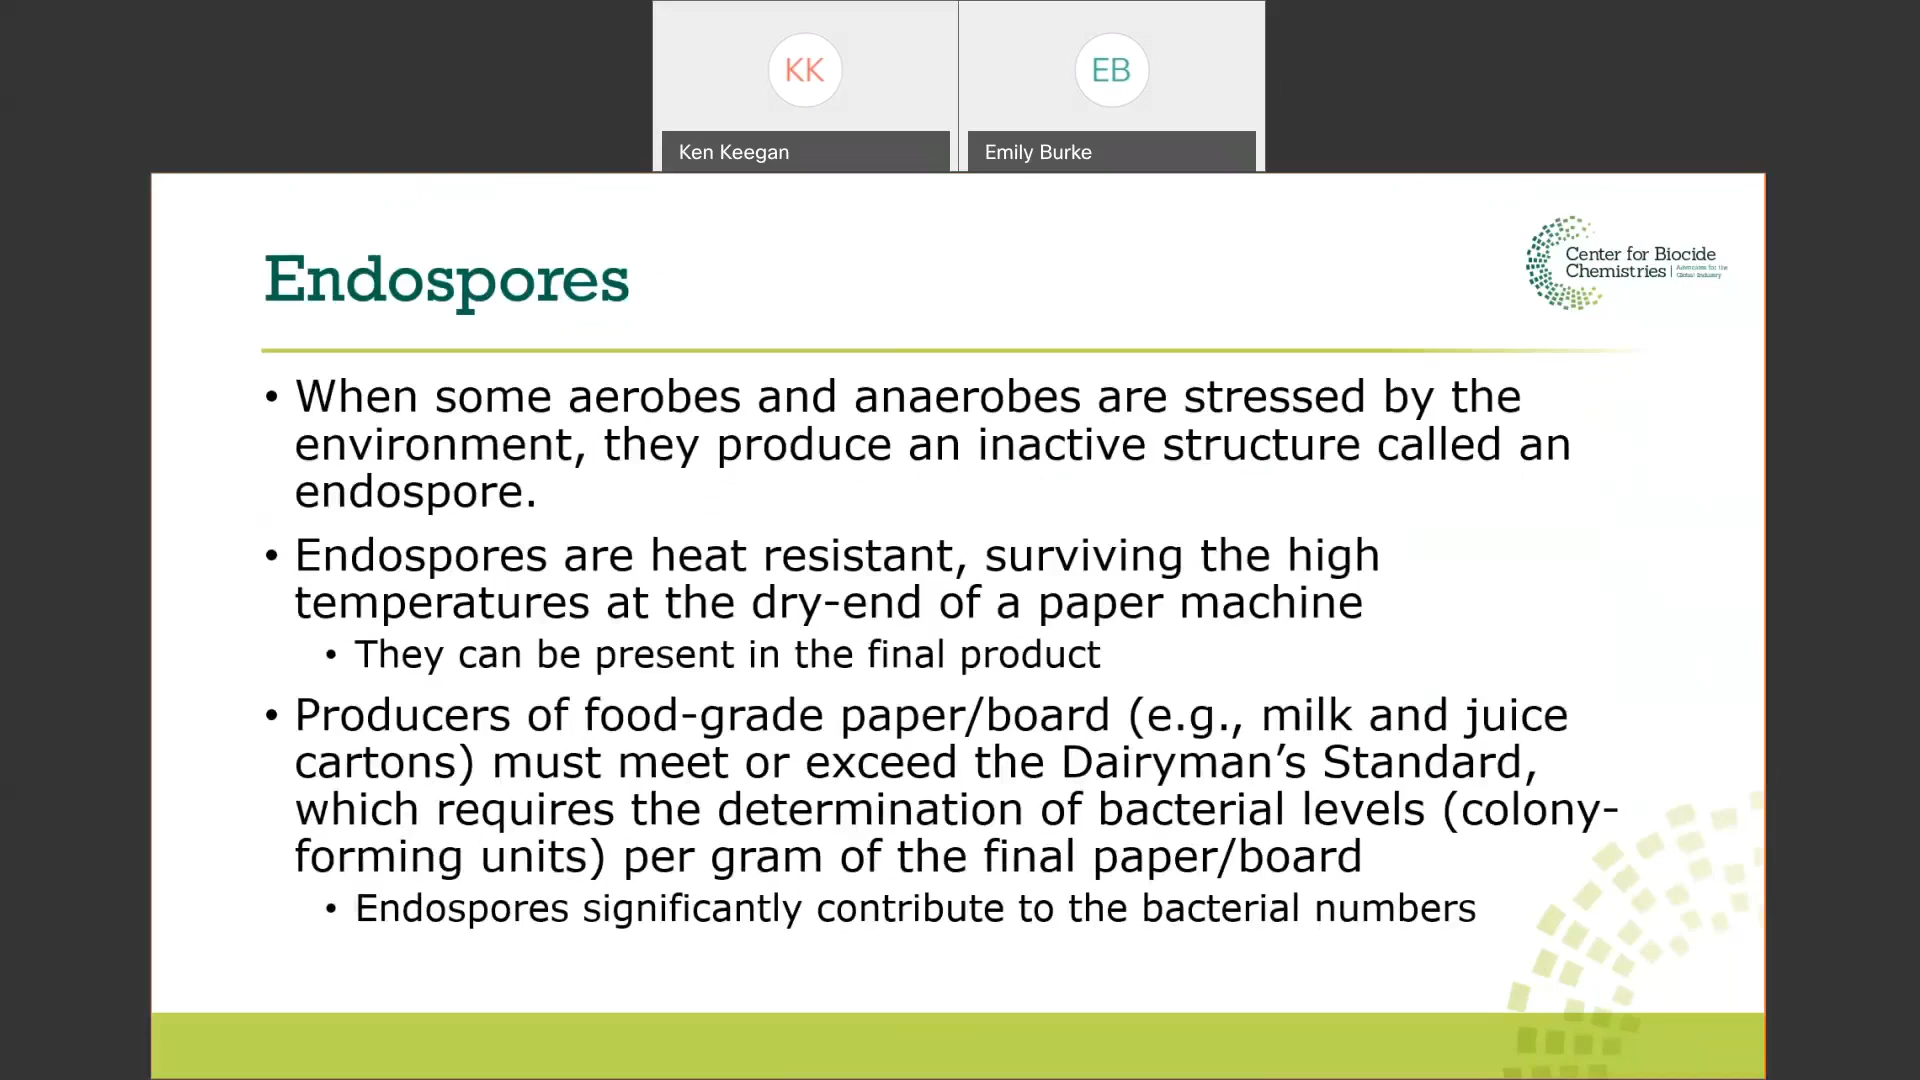 KK
EB
Ken Keegan
Emily Burke
Endospores
Center for Biocide
Chemistries | Advocates for the
Global Industry
• When some aerobes and anaerobes are stressed by the
environment, they produce an inactive structure called an
endospore.
• Endospores are heat resistant, surviving the high
temperatures at the dry-end of a paper machine
• They can be present in the final product
• Producers of food-grade paper/board (e.g., milk and juice
cartons) must meet or exceed the Dairyman’s Standard,
which requires the determination of bacterial levels (colony-
forming units) per gram of the final paper/board
• Endospores significantly contribute to the bacterial numbers